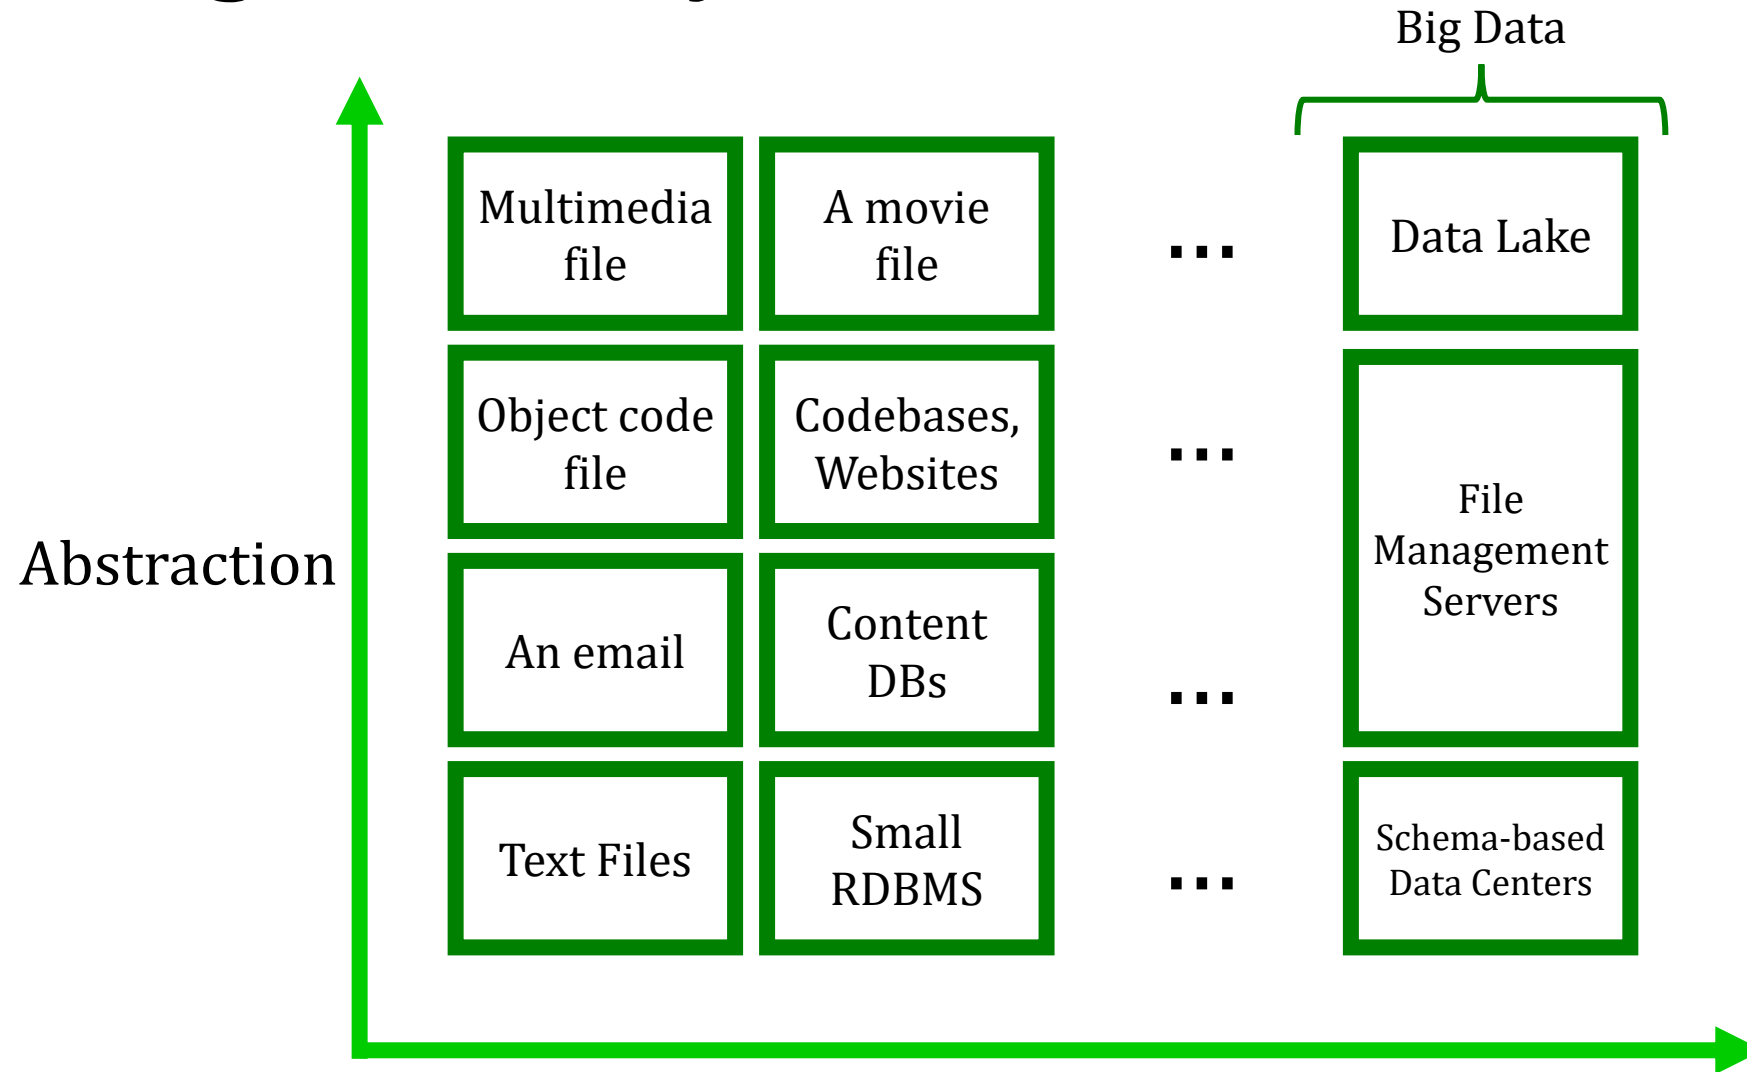 Big Data
Multimedia
file
A movie
file
...
Data Lake
Object code
file
Codebases,
Websites
...
File
Management
Servers
Abstraction
An email
Content
DBs
...
Text Files
Small
RDBMS
...
Schema-based
Data Centers